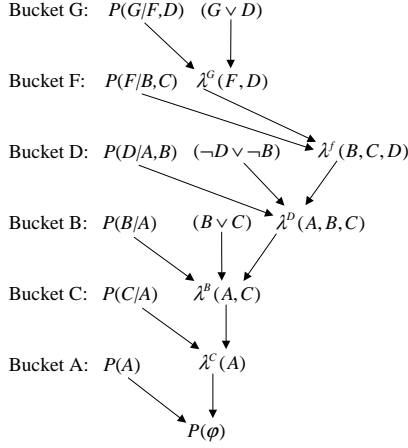 Bucket G: P(G/F,D) (G ∨ D)
Bucket F: P(F/B,C) λ^G(F,D)
λ^f(B,C,D)
Bucket D: P(D/A,B) (¬D ∨ ¬B)
λ^D(A,B,C)
Bucket B: P(B/A) (B ∨ C)
Bucket C: P(C/A) λ^B(A,C)
Bucket A: P(A) λ^C(A)
P(φ)